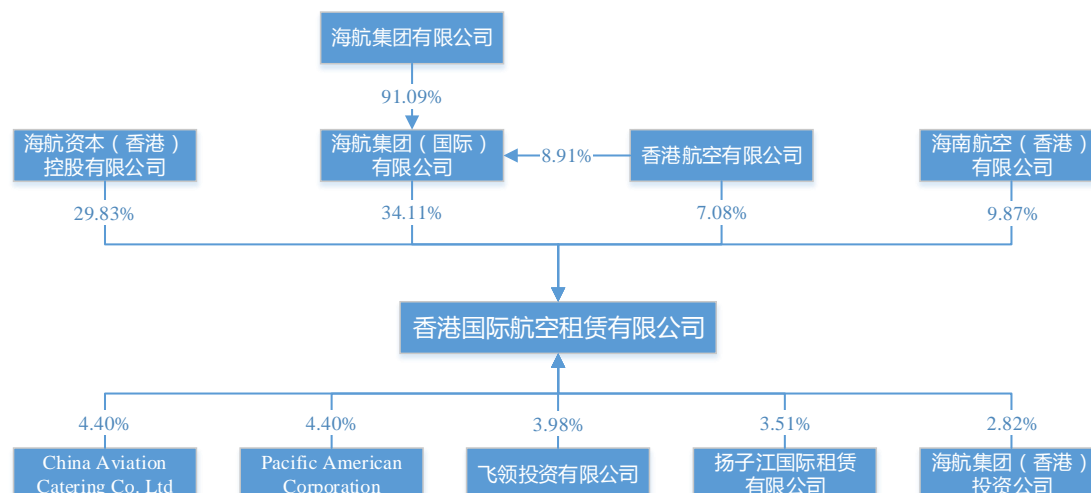 海航集团有限公司
91.09%
海航资本（香港）
控股有限公司
海航集团（国际）
有限公司
8.91%
香港航空有限公司
海南航空（香港）
有限公司
29.83%
34.11%
7.08%
9.87%
香港国际航空租赁有限公司
4.40%
4.40%
3.98%
3.51%
2.82%
China Aviation
Catering Co. Ltd
Pacific American
Corporation
飞领投资有限公司
扬子江国际租赁
有限公司
海航集团（香港）
投资公司